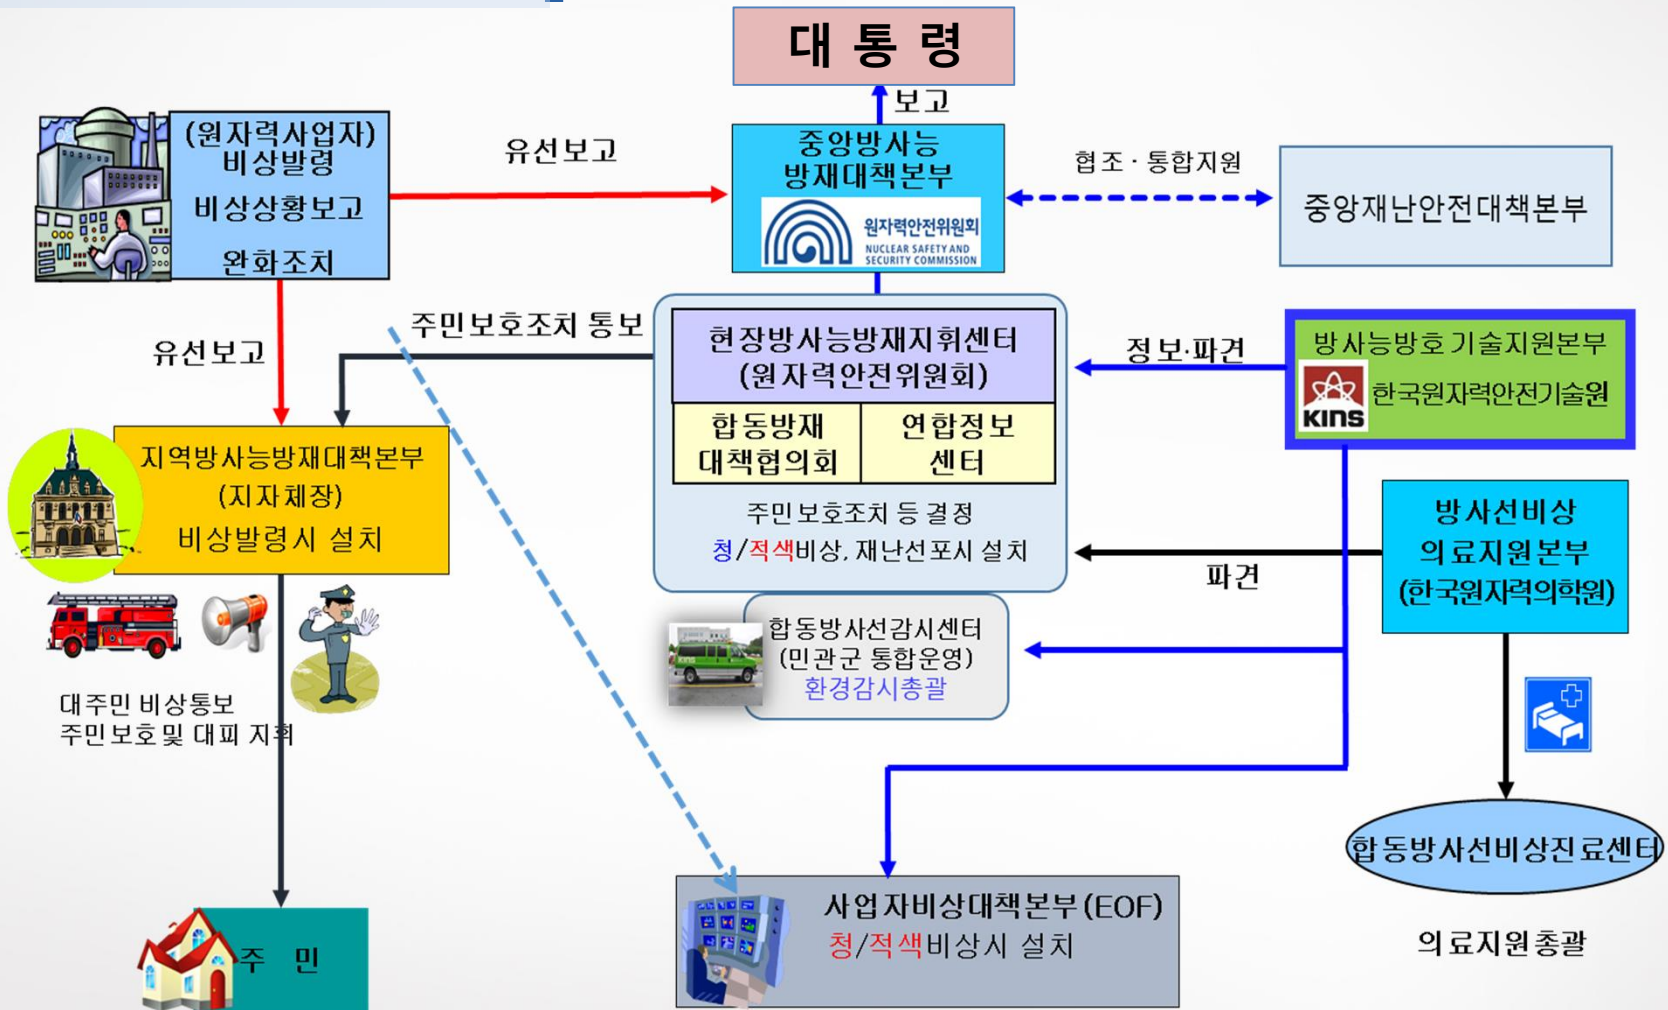 대 통 령
보고
(원자력사업자)
비상발령
비상상황보고
완화조치
유선보고
중앙방사능
방재대책본부
원자력안전위원회
NUCLEAR SAFETY AND
SECURITY COMMISSION
협조 · 통합지원
중앙재난안전대책본부
유선보고
주민보호조치 통보
현장방사능방재지휘센터
(원자력안전위원회)
합동방재
대책협의회
연합정보
센터
주민보호조치 등 결정
청/적색비상, 재난선포시 설치
정보·파견
방사능방호 기술지원본부
KINS
한국원자력안전기술원
지역방사능방재대책본부
(지자체장)
비상발령시 설치
방사선비상
의료지원본부
(한국원자력의학원)
파견
합동방사선감시센터
(민관군 통합운영)
환경감시총괄
KINS
대주민 비상통보
주민보호 및 대피 지휘
합동방사선비상진료센터
의료지원총괄
사업자비상대책본부(EOF)
청/적색비상시 설치
주 민